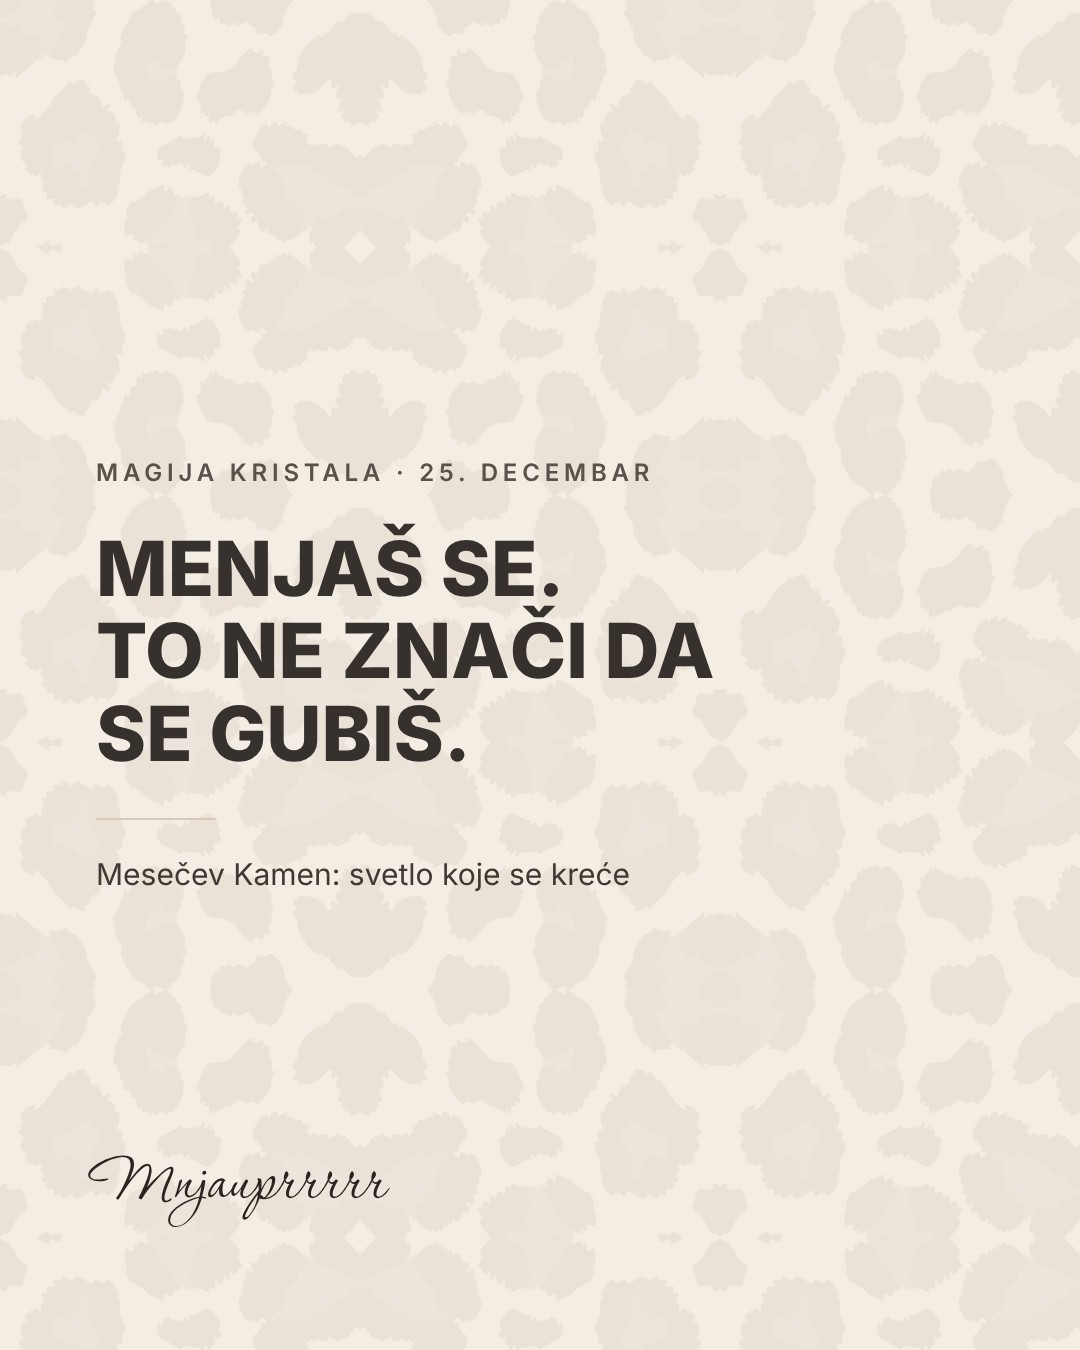 MAGIJA KRISTALA · 25. DECEMBAR
MENJAŠ SE.
TO NE ZNAČI DA
SE GUBIŠ.
Mesečev Kamen: svetlo koje se kreće
Mnjauprrrrr